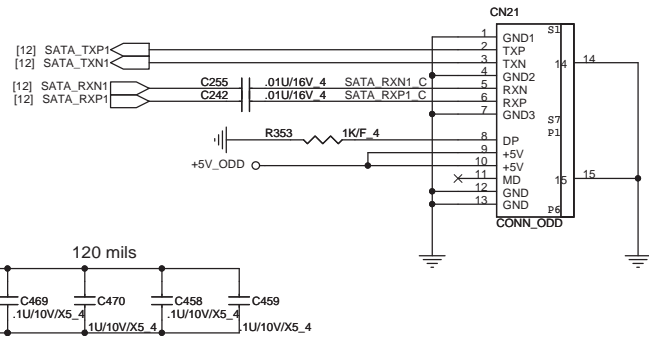 CN21
[12] SATA_TXP1 1 GND1 S1
[12] SATA_TXN1 2 TXP
3 TXN 14 14
4 GND2
[12] SATA_RXN1 C255 .01U/16V_4 SATA_RXN1_C 5 RXN
[12] SATA_RXP1 C242 .01U/16V_4 SATA_RXP1_C 6 RXP
7 GND3 S7
P1
R353 1K/F_4 8 DP
9 +5V
+5V_ODD 10 +5V
11 MD 15 15
12 GND
13 GND P6
CONN_ODD
120 mils
C469 C470 C458 C459
.1U/10V/X5_4 .1U/10V/X5_4
.1U/10V/X5_4 .1U/10V/X5_4